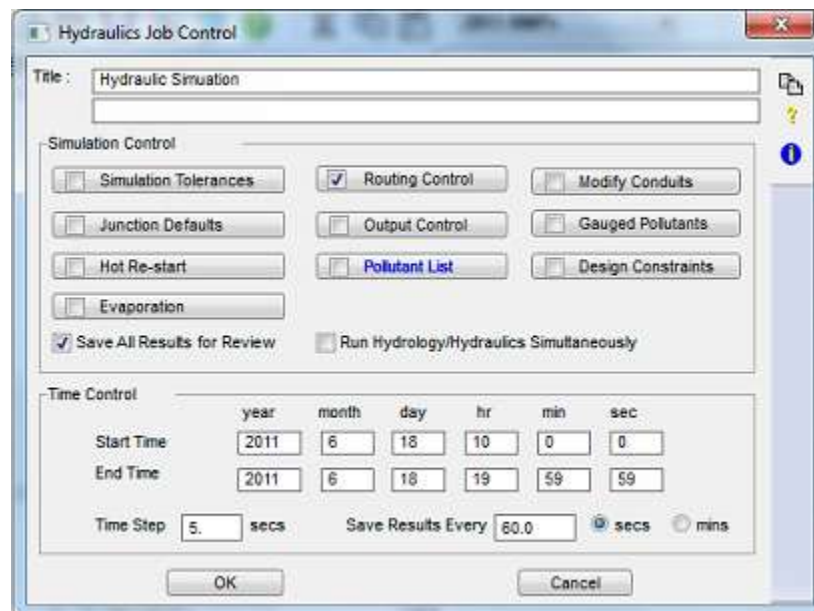 Hydraulics Job Control
Title : Hydraulic Simuation
Simulation Control
Simulation Tolerances Routing Control Modify Conduits
Junction Defaults Output Control Gauged Pollutants
Hot Re-start Pollutant List Design Constraints
Evaporation
Save All Results for Review Run Hydrology/Hydraulics Simultaneously
Time Control
year month day hr min sec
Start Time 2011 6 18 10 0 0
End Time 2011 6 18 19 59 59
Time Step 5. secs Save Results Every 60.0 secs mins
OK Cancel